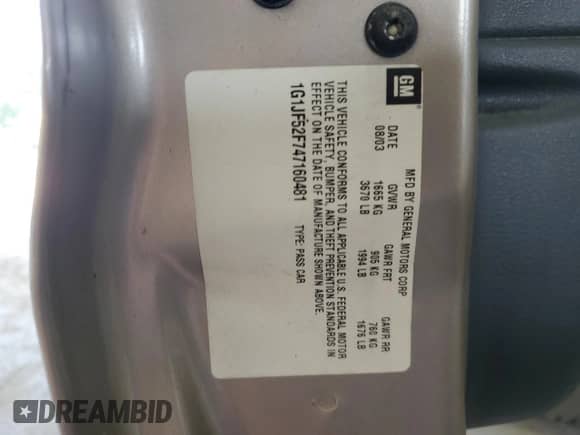 GM
MFD BY GENERAL MOTORS CORP
DATE GVWR GAWR FRT GAWR RR
08/03 1665 KG 905 KG 760 KG
3670 LB 1994 LB 1676 LB
THIS VEHICLE CONFORMS TO ALL APPLICABLE U.S. FEDERAL MOTOR
VEHICLE SAFETY, BUMPER, AND THEFT PREVENTION STANDARDS IN
EFFECT ON THE DATE OF MANUFACTURE SHOWN ABOVE.
1G1JF52F747160481 TYPE: PASS CAR
DREAMBID